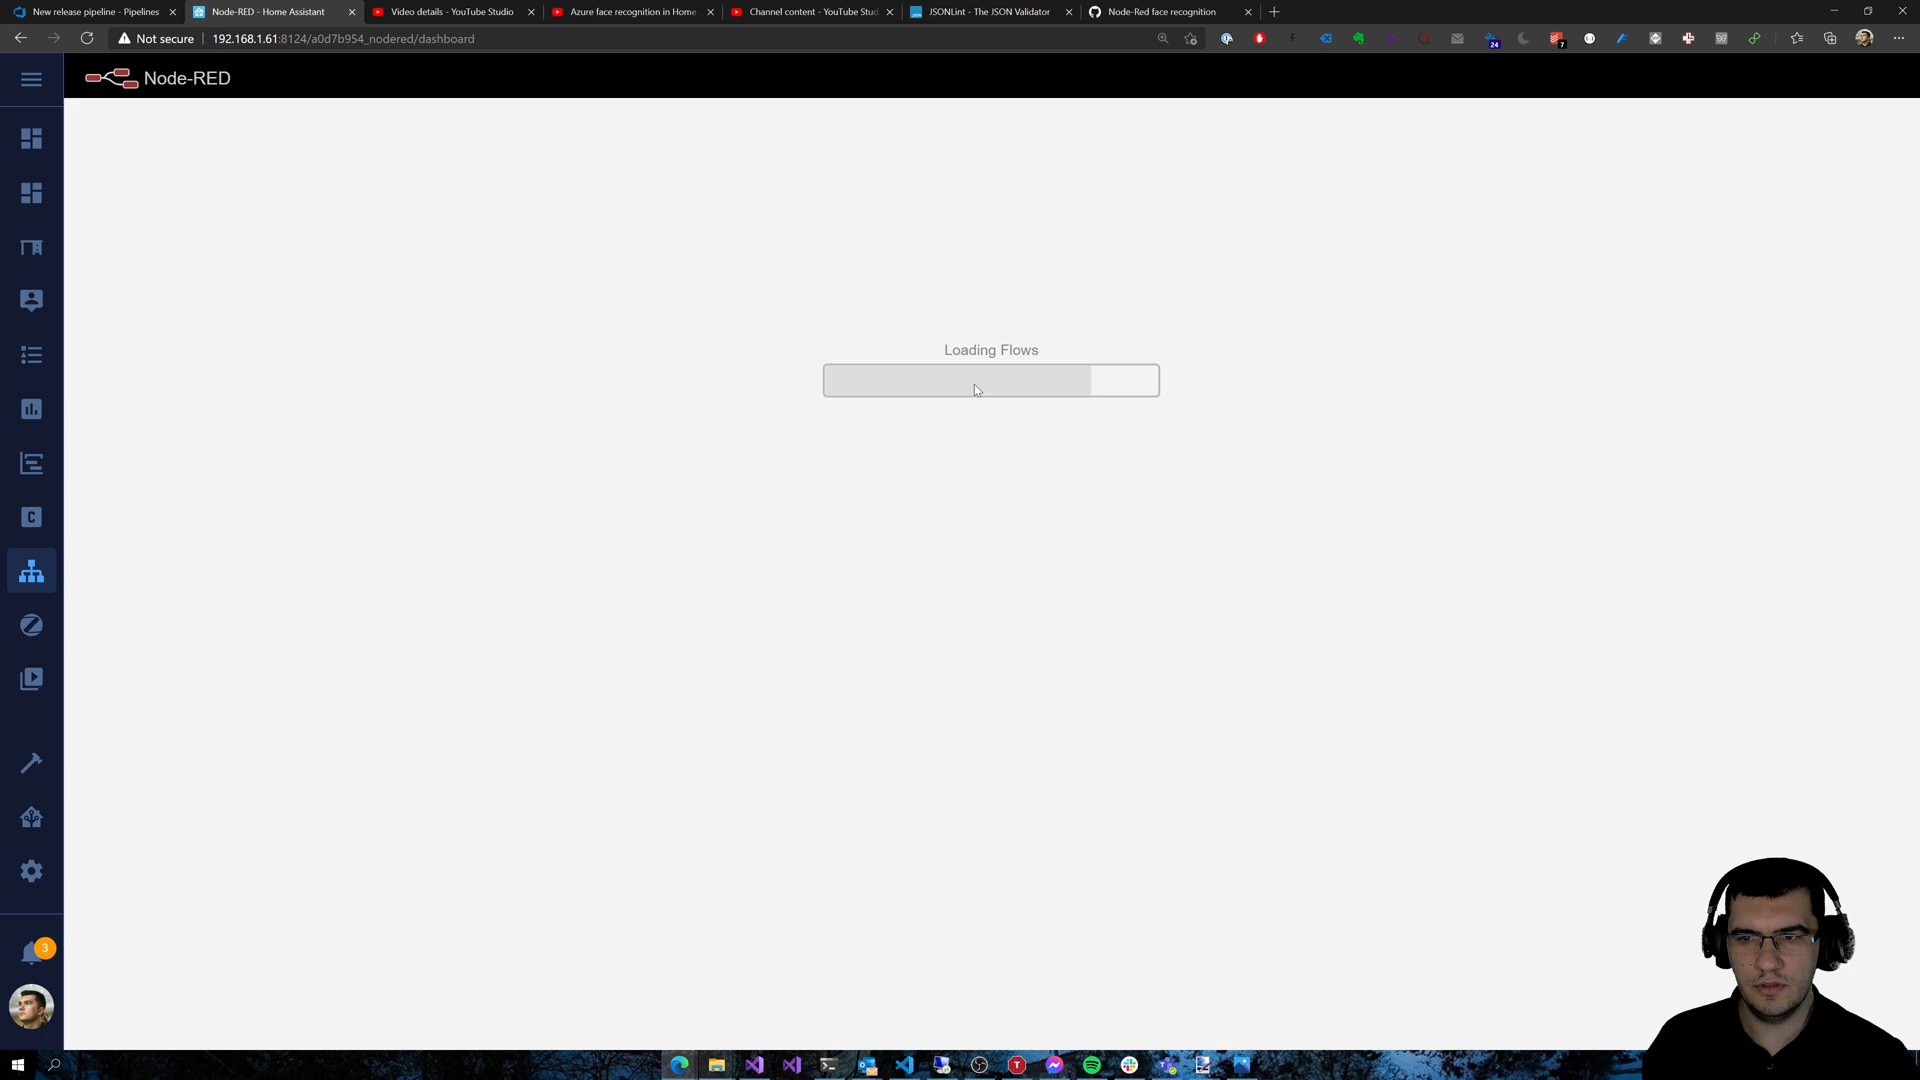 New release pipeline - Pipelines
Node-RED - Home Assistant
Video details - YouTube Studio
Azure face recognition in Home
Channel content - YouTube Stud
JSONLint - The JSON Validator
Node-Red face recognition
Not secure
192.168.1.61:8124/a0d7b954_nodered/dashboard
24
7
Node-RED
Loading Flows
C
3
T